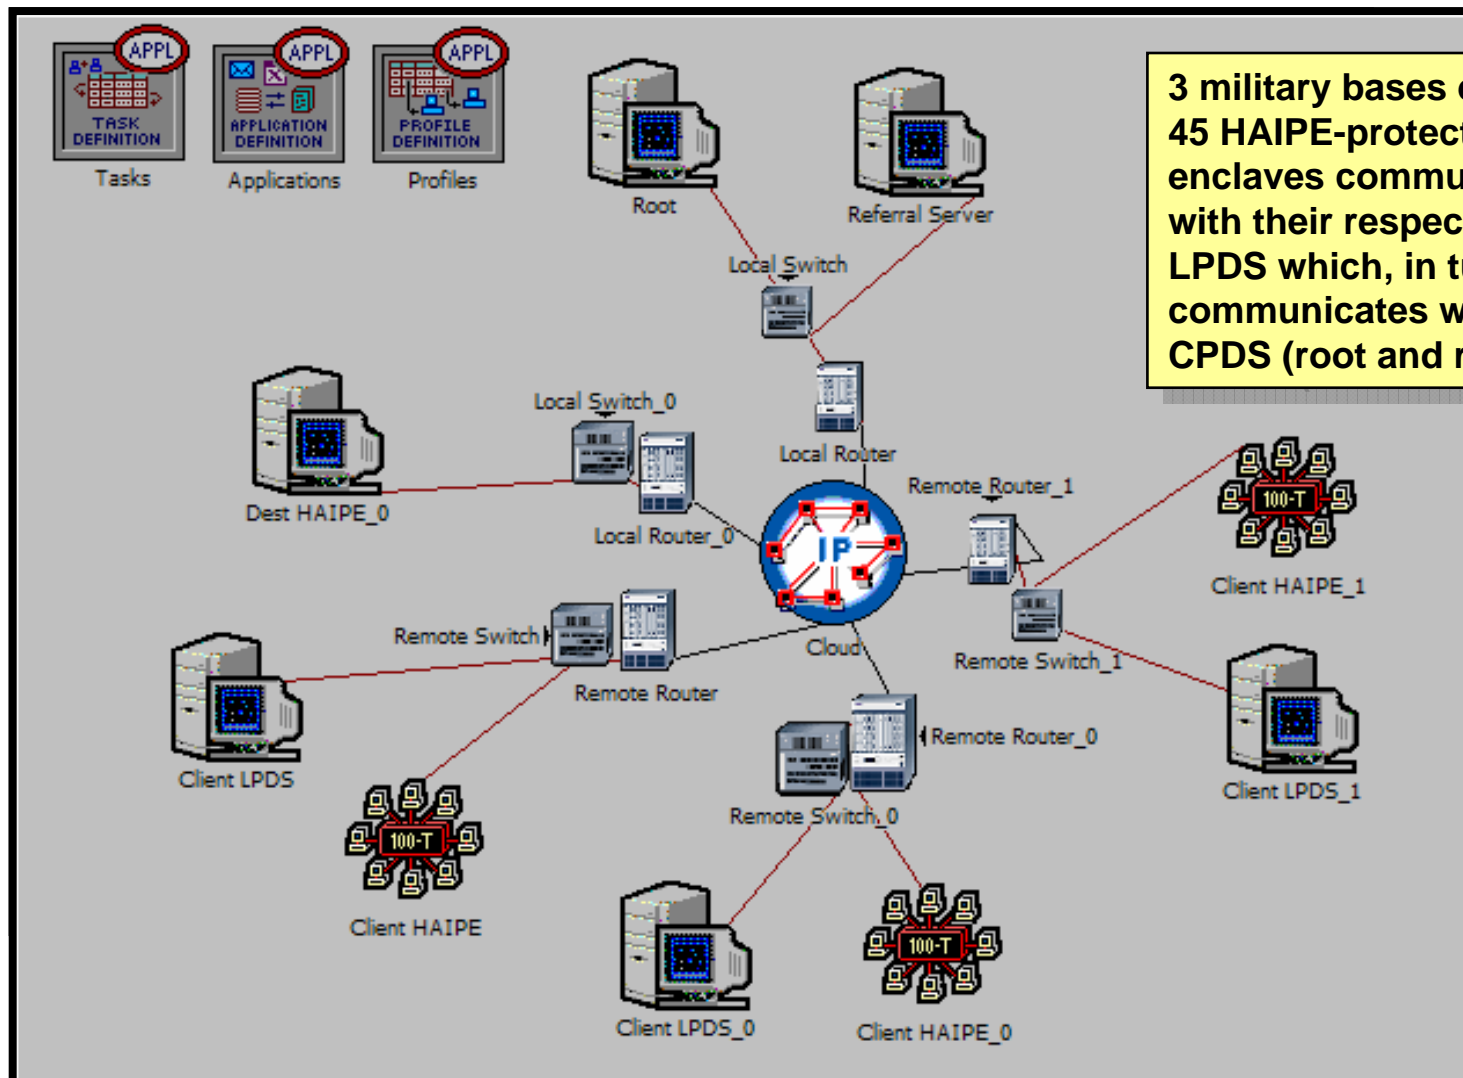 APPL
APPL
APPL
TASK
DEFINITION
APPLICATION
DEFINITION
PROFILE
DEFINITION
Tasks
Applications
Profiles
Root
Referral Server
3 military bases
45 HAIPE-protect
enclaves commu
with their respec
LPDS which, in tu
communicates w
CPDS (root and r
Local Switch
Local Switch_0
Local Router
Dest HAIPE_0
Local Router_0
Remote Router_1
IP
100-T
Client HAIPE_1
Remote Switch
Cloud
Remote Switch_1
Remote Router
Remote Router_0
Client LPDS
Client LPDS_1
Remote Switch_0
100-T
Client HAIPE
100-T
Client LPDS_0
Client HAIPE_0